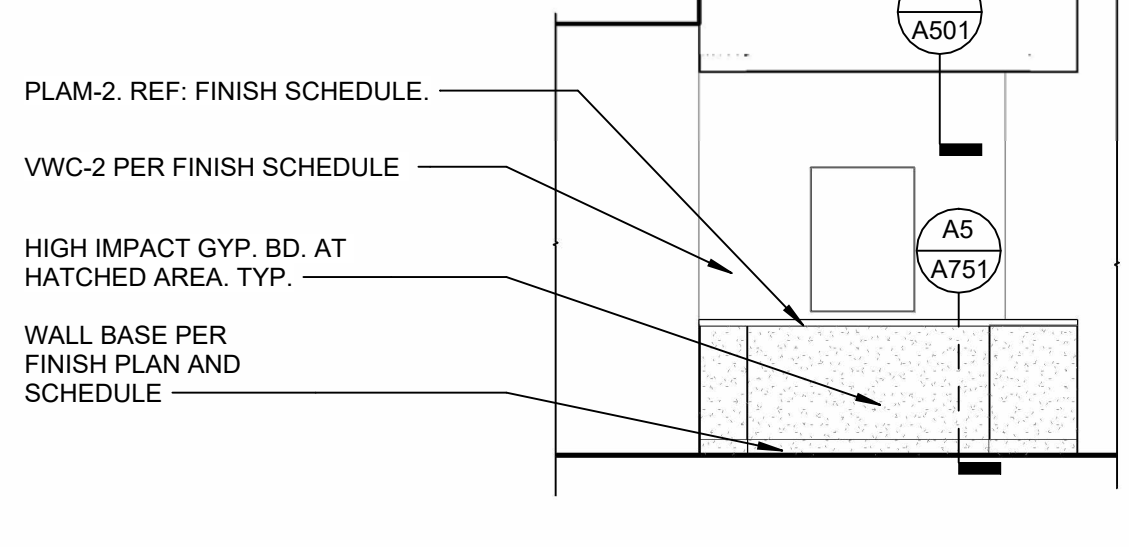 A501
PLAM-2. REF: FINISH SCHEDULE.
VWC-2 PER FINISH SCHEDULE
A5
A751
HIGH IMPACT GYP. BD. AT
HATCHED AREA. TYP.
WALL BASE PER
FINISH PLAN AND
SCHEDULE